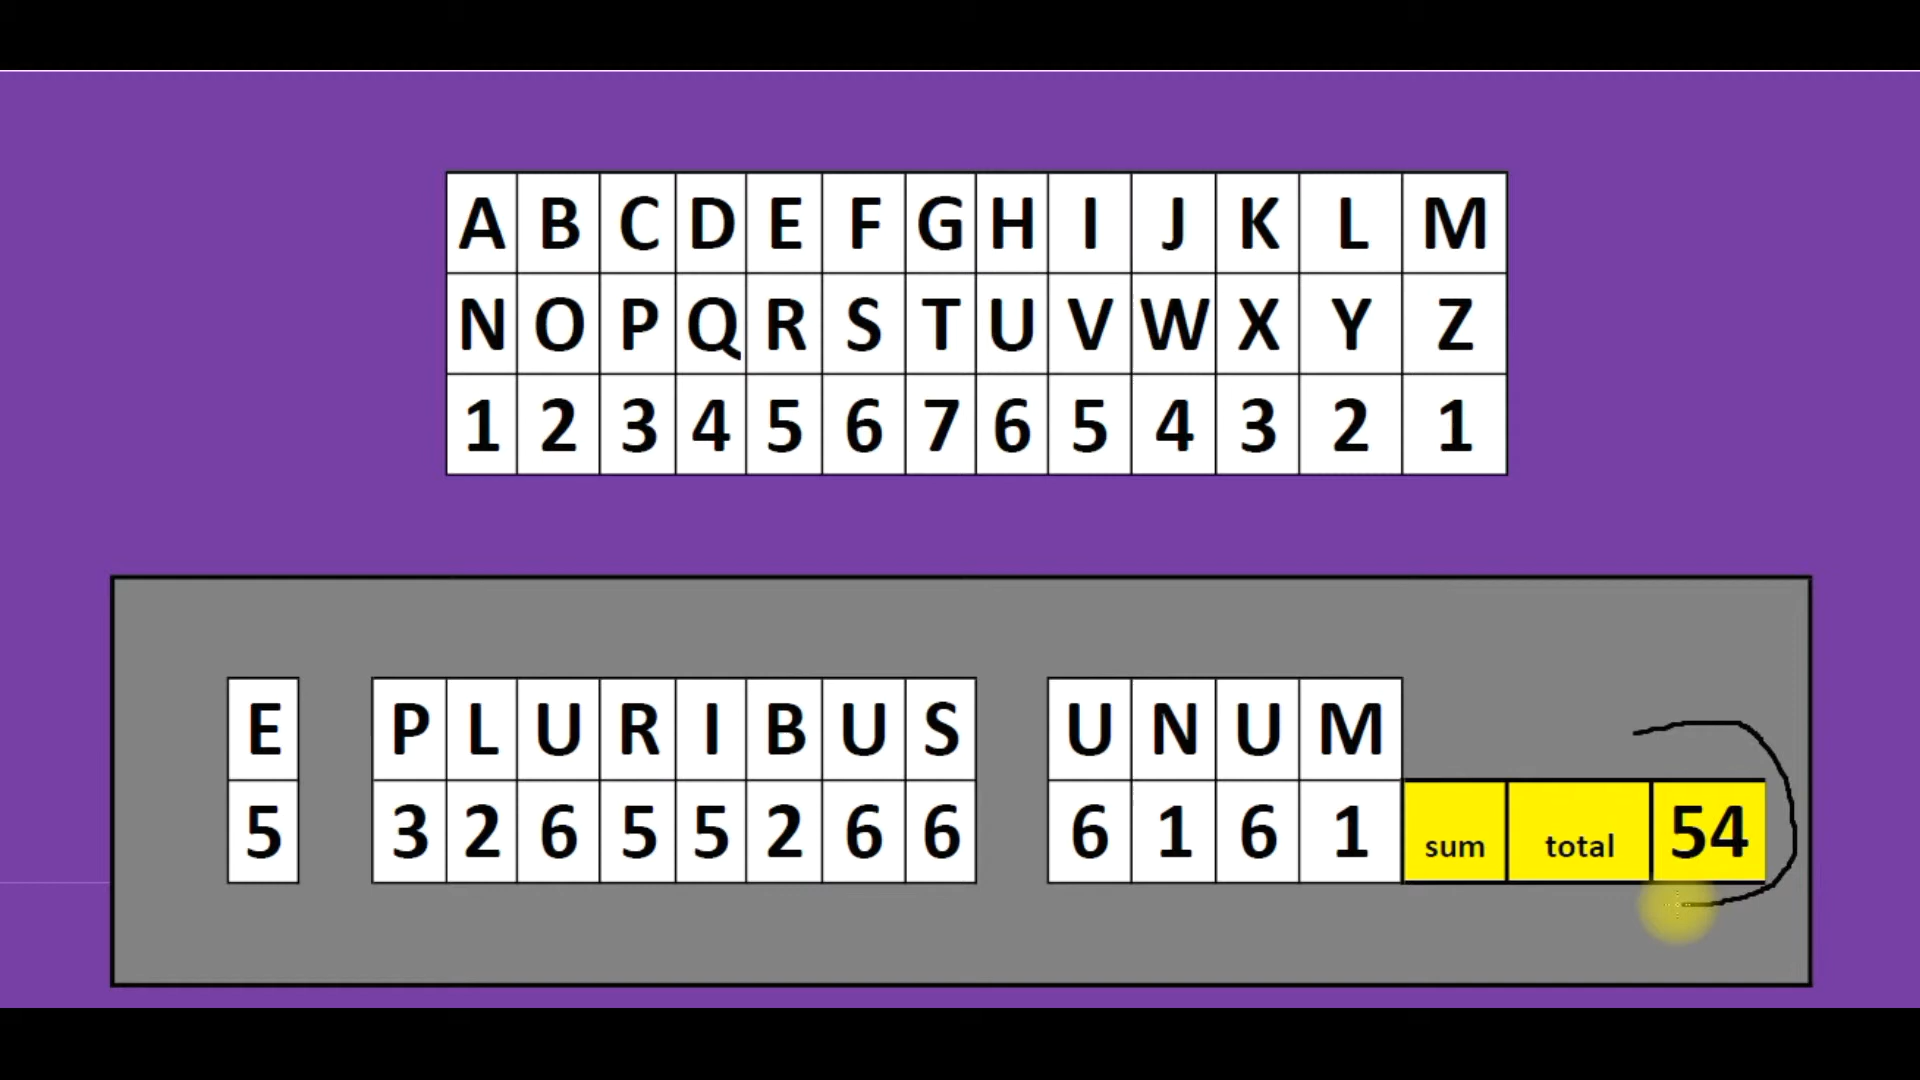 A B C D E F G H I J K L M
N O P Q R S T U V W X Y Z
1 2 3 4 5 6 7 6 5 4 3 2 1
E P L U R I B U S U N U M
5 3 2 6 5 5 2 6 6 6 1 6 1 sum total 54